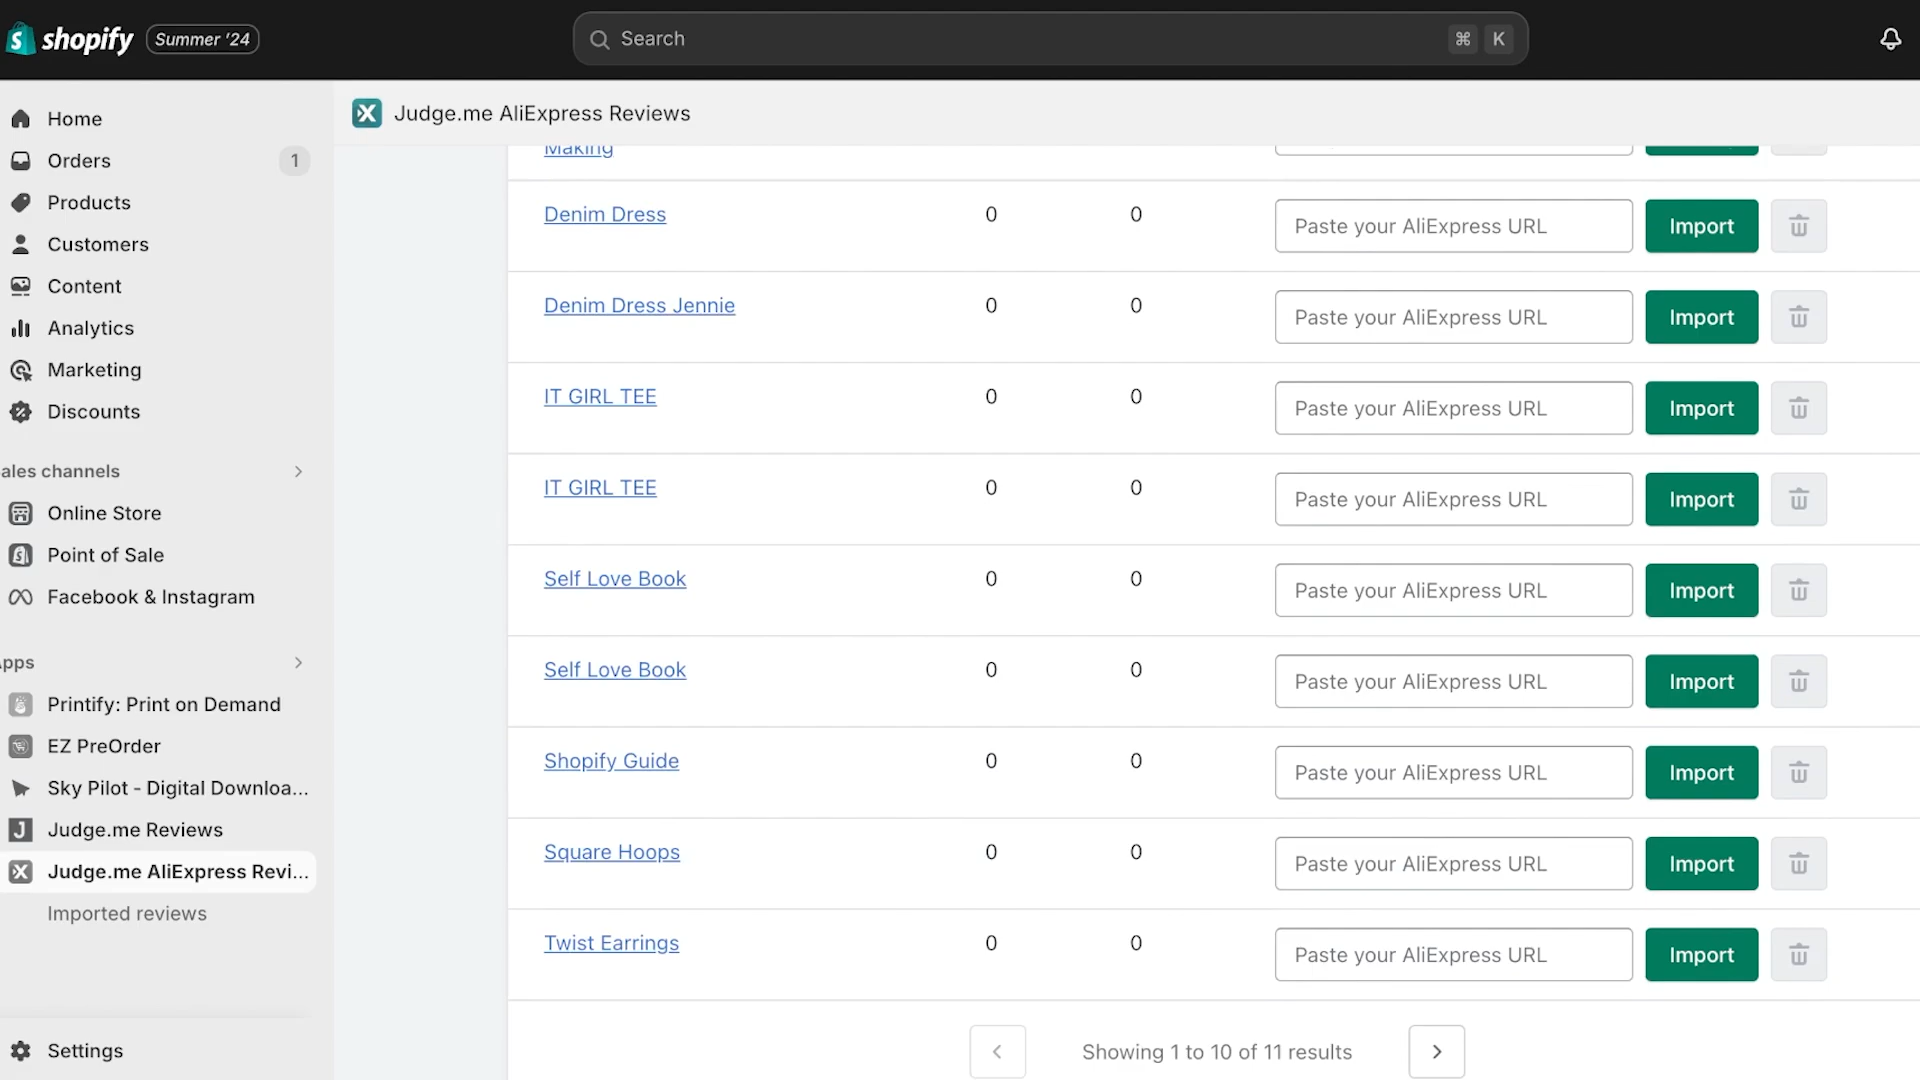 shopify Summer '24
Search ⌘ K
Home
Orders 1
Products
Customers
Content
Analytics
Marketing
Discounts
ales channels
Online Store
Point of Sale
Facebook & Instagram
pps
Printify: Print on Demand
EZ PreOrder
Sky Pilot - Digital Downloa...
Judge.me Reviews
Judge.me AliExpress Revi...
Imported reviews
Settings
Judge.me AliExpress Reviews
Making
Denim Dress 0 0 Paste your AliExpress URL Import
Denim Dress Jennie 0 0 Paste your AliExpress URL Import
IT GIRL TEE 0 0 Paste your AliExpress URL Import
IT GIRL TEE 0 0 Paste your AliExpress URL Import
Self Love Book 0 0 Paste your AliExpress URL Import
Self Love Book 0 0 Paste your AliExpress URL Import
Shopify Guide 0 0 Paste your AliExpress URL Import
Square Hoops 0 0 Paste your AliExpress URL Import
Twist Earrings 0 0 Paste your AliExpress URL Import
Showing 1 to 10 of 11 results